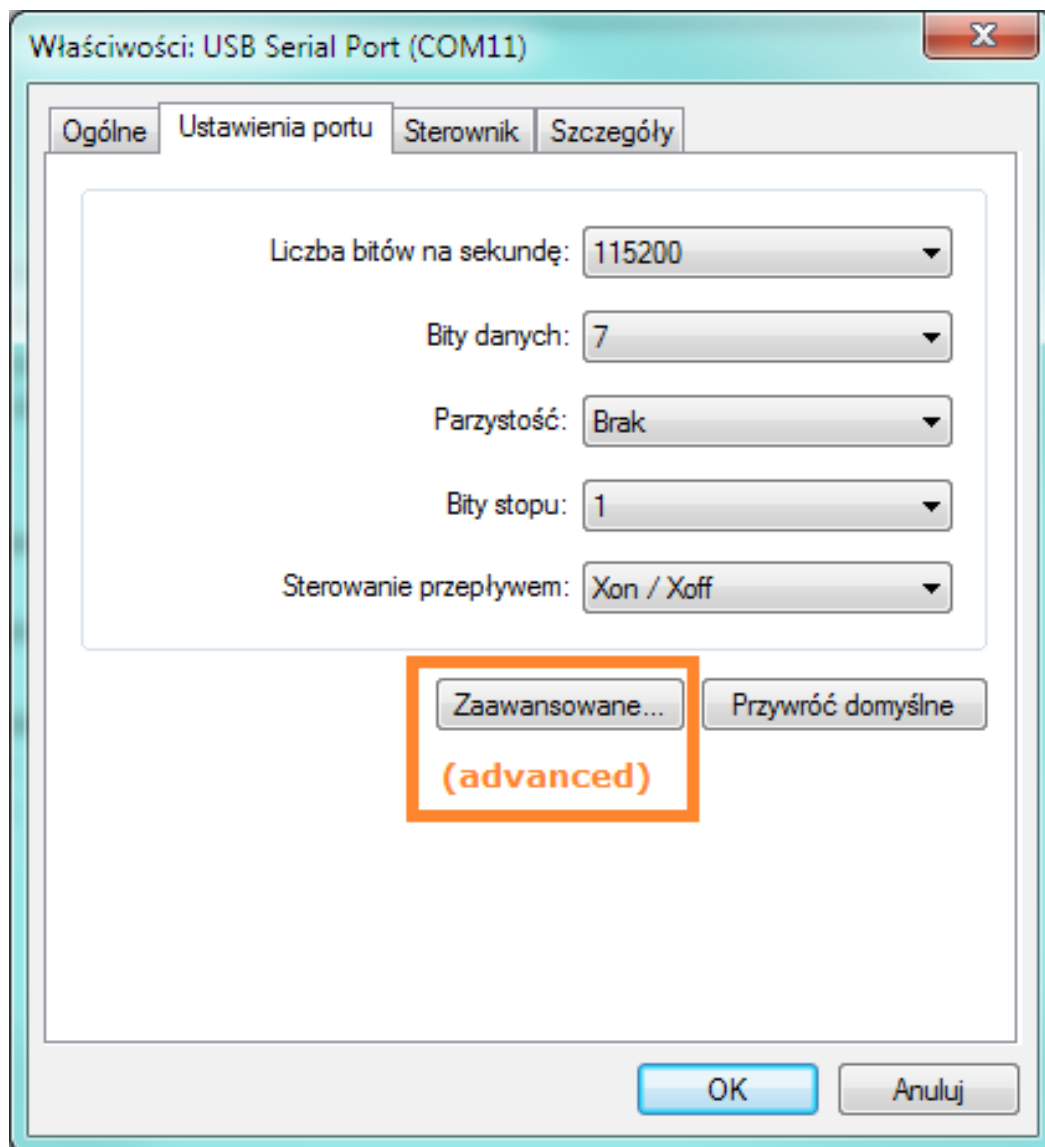 Właściwości: USB Serial Port (COM11)
Ogólne Ustawienia portu Sterownik Szczegóły
Liczba bitów na sekundę: 115200
Bity danych: 7
Parzystość: Brak
Bity stopu: 1
Sterowanie przepływem: Xon / Xoff
Zaawansowane... Przywróć domyślne
(advanced)
OK Anuluj